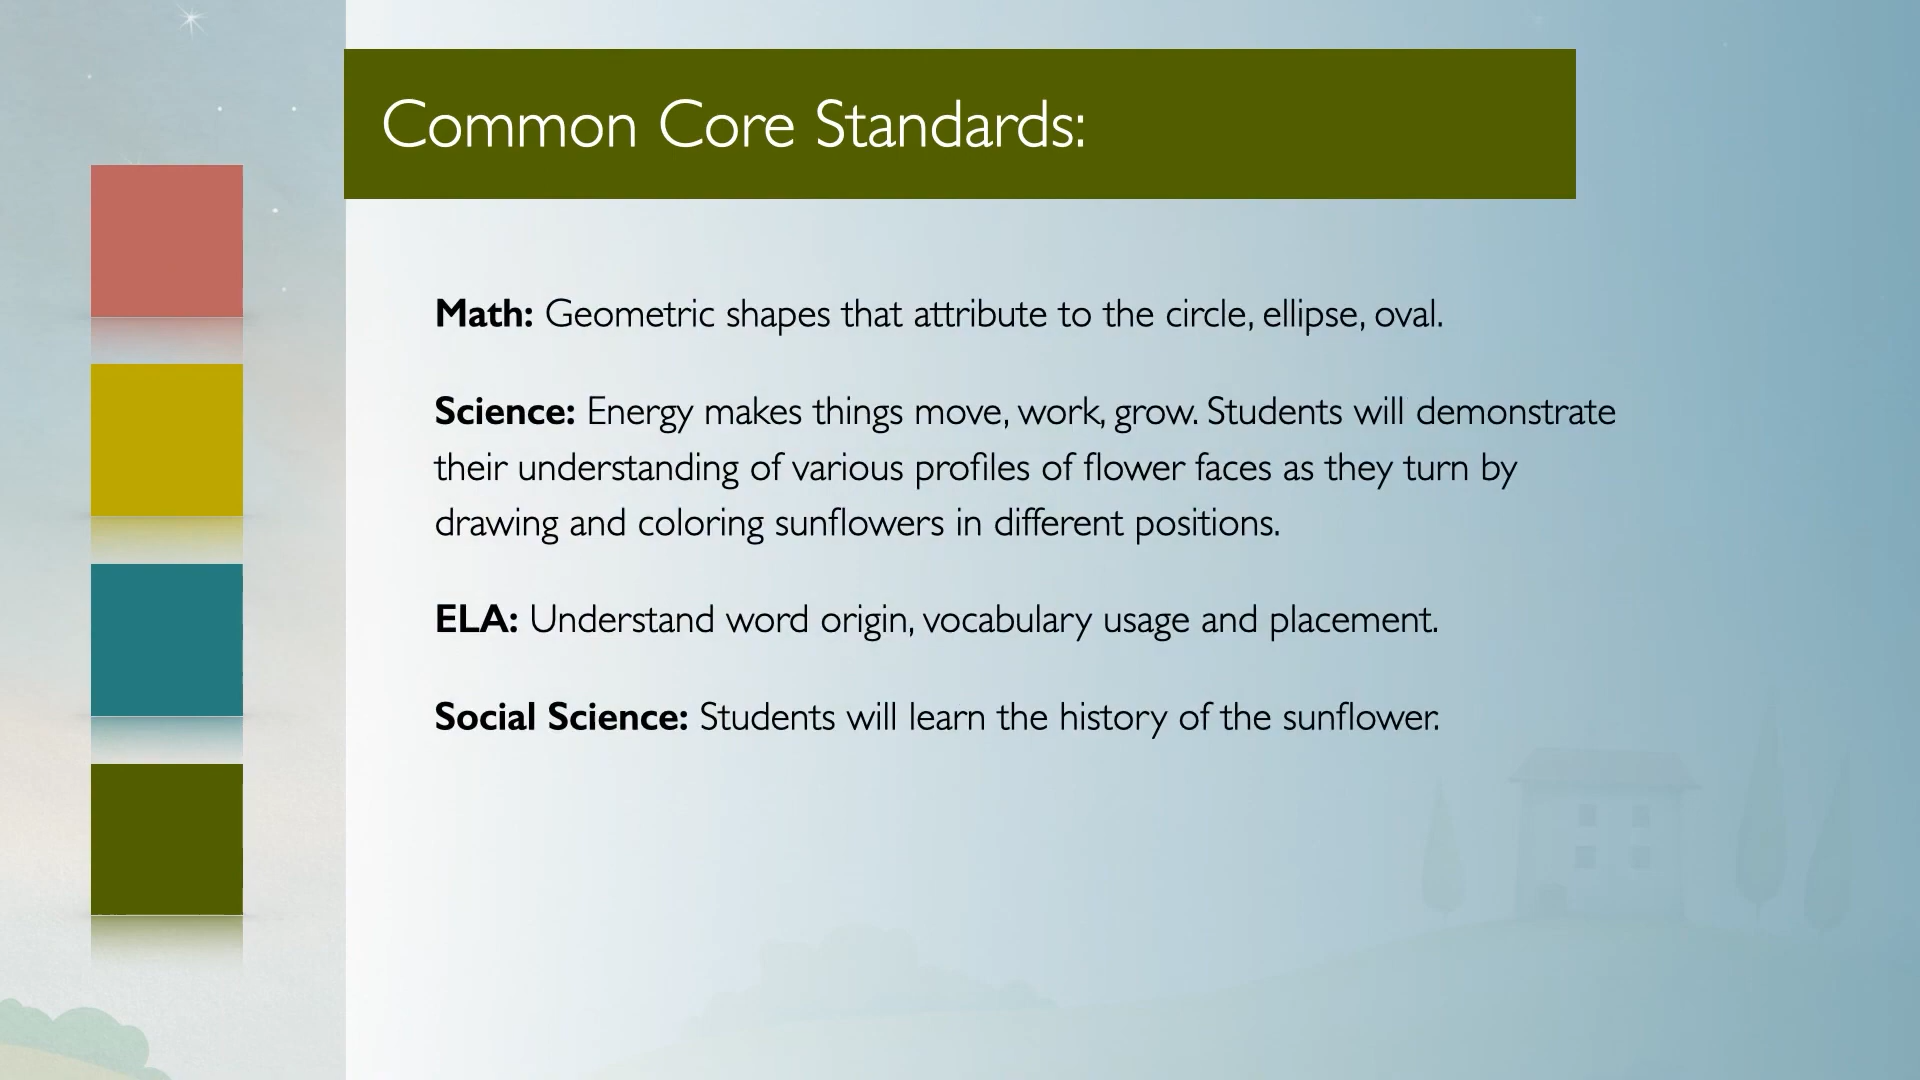 Common Core Standards:
Math: Geometric shapes that attribute to the circle, ellipse, oval.
Science: Energy makes things move, work, grow. Students will demonstrate
their understanding of various profiles of flower faces as they turn by
drawing and coloring sunflowers in different positions.
ELA: Understand word origin, vocabulary usage and placement.
Social Science: Students will learn the history of the sunflower.